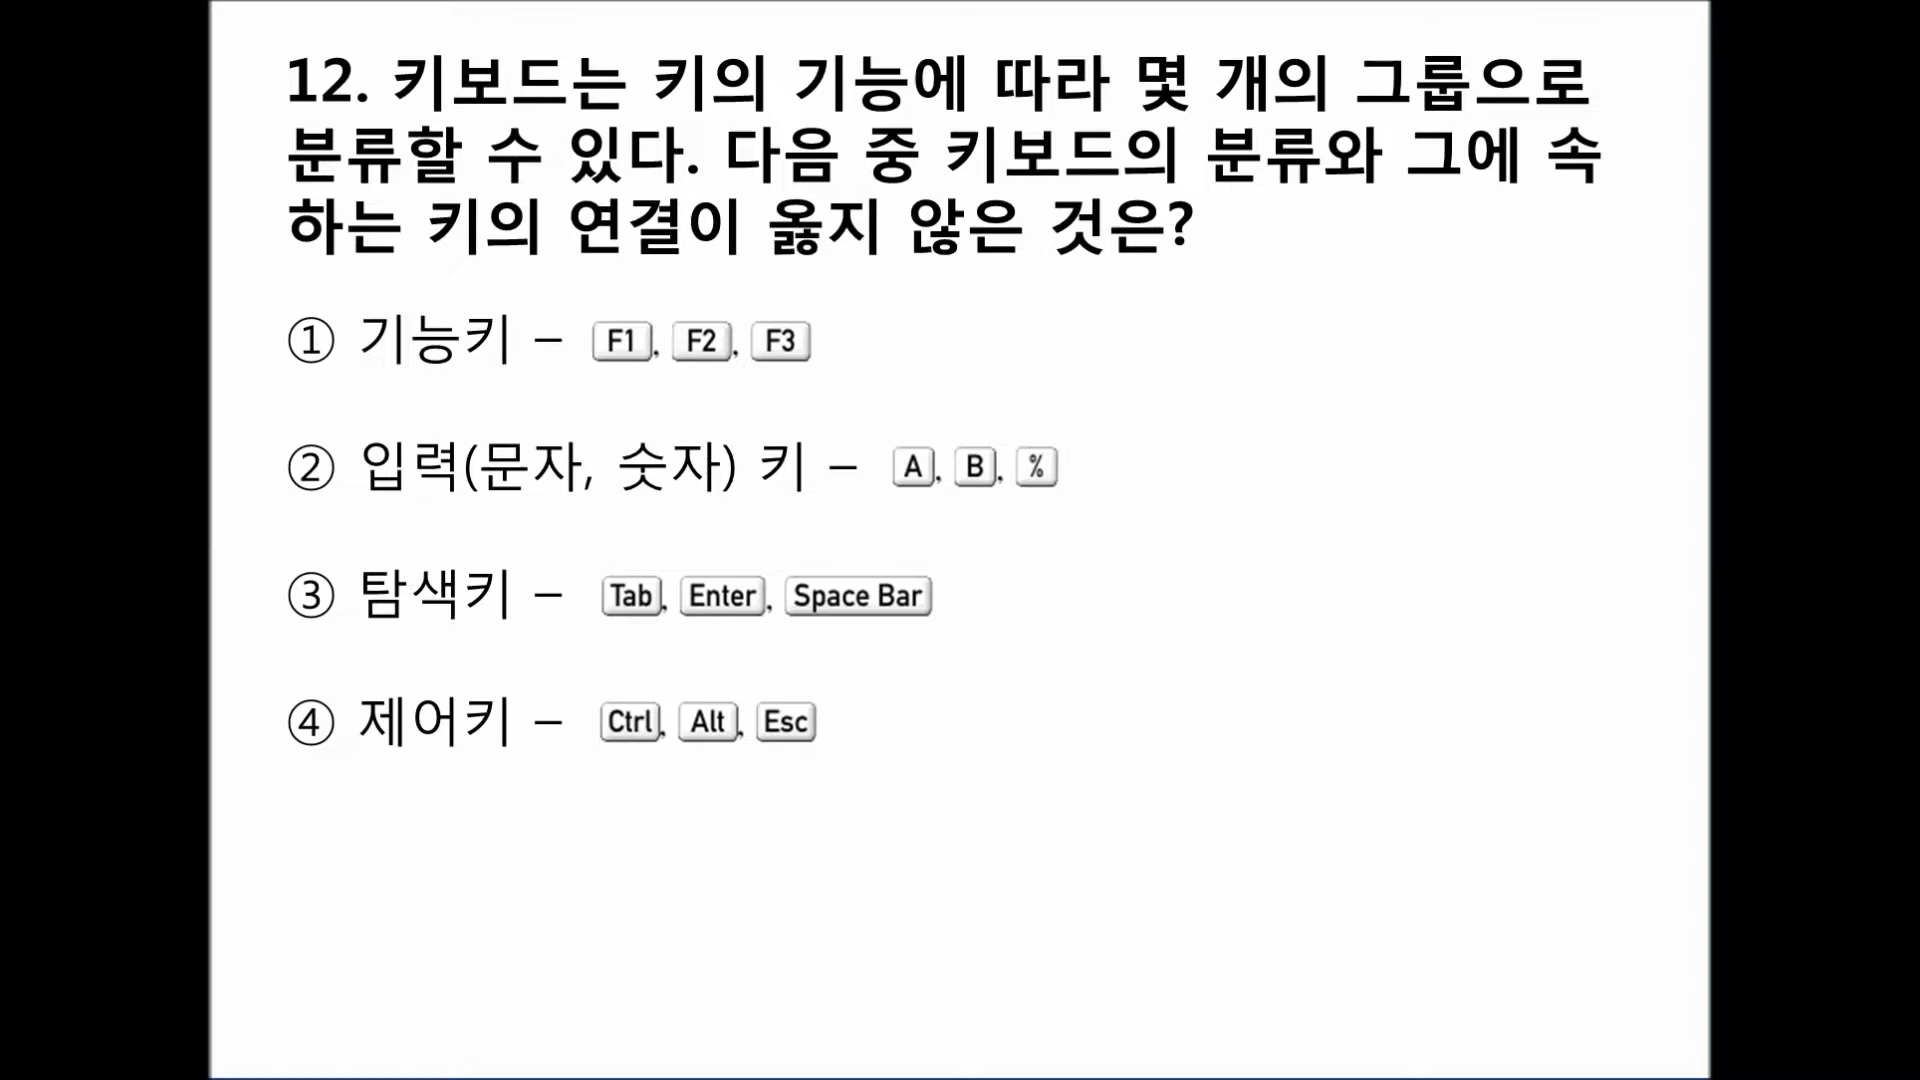 12. 키보드는 키의 기능에 따라 몇 개의 그룹으로
분류할 수 있다. 다음 중 키보드의 분류와 그에 속
하는 키의 연결이 옳지 않은 것은?
① 기능키 – F1, F2, F3
② 입력(문자, 숫자) 키 – A, B, %
③ 탐색키 – Tab, Enter, Space Bar
④ 제어키 – Ctrl, Alt, Esc